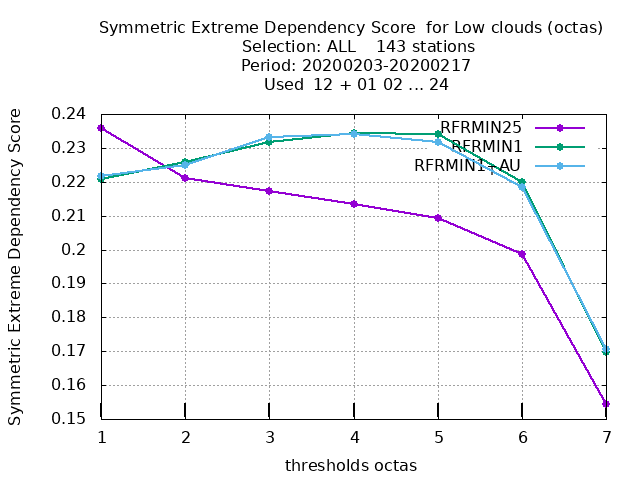 Symmetric Extreme Dependency Score for Low clouds (octas)
Selection: ALL 143 stations
Period: 20200203-20200217
Used 12 + 01 02 ... 24
Symmetric Extreme Dependency Score
0.24
0.23
0.22
0.21
0.2
0.19
0.18
0.17
0.16
0.15
RFRMIN25
RFRMIN1
RFRMIN1+AU
1 2 3 4 5 6 7
thresholds octas